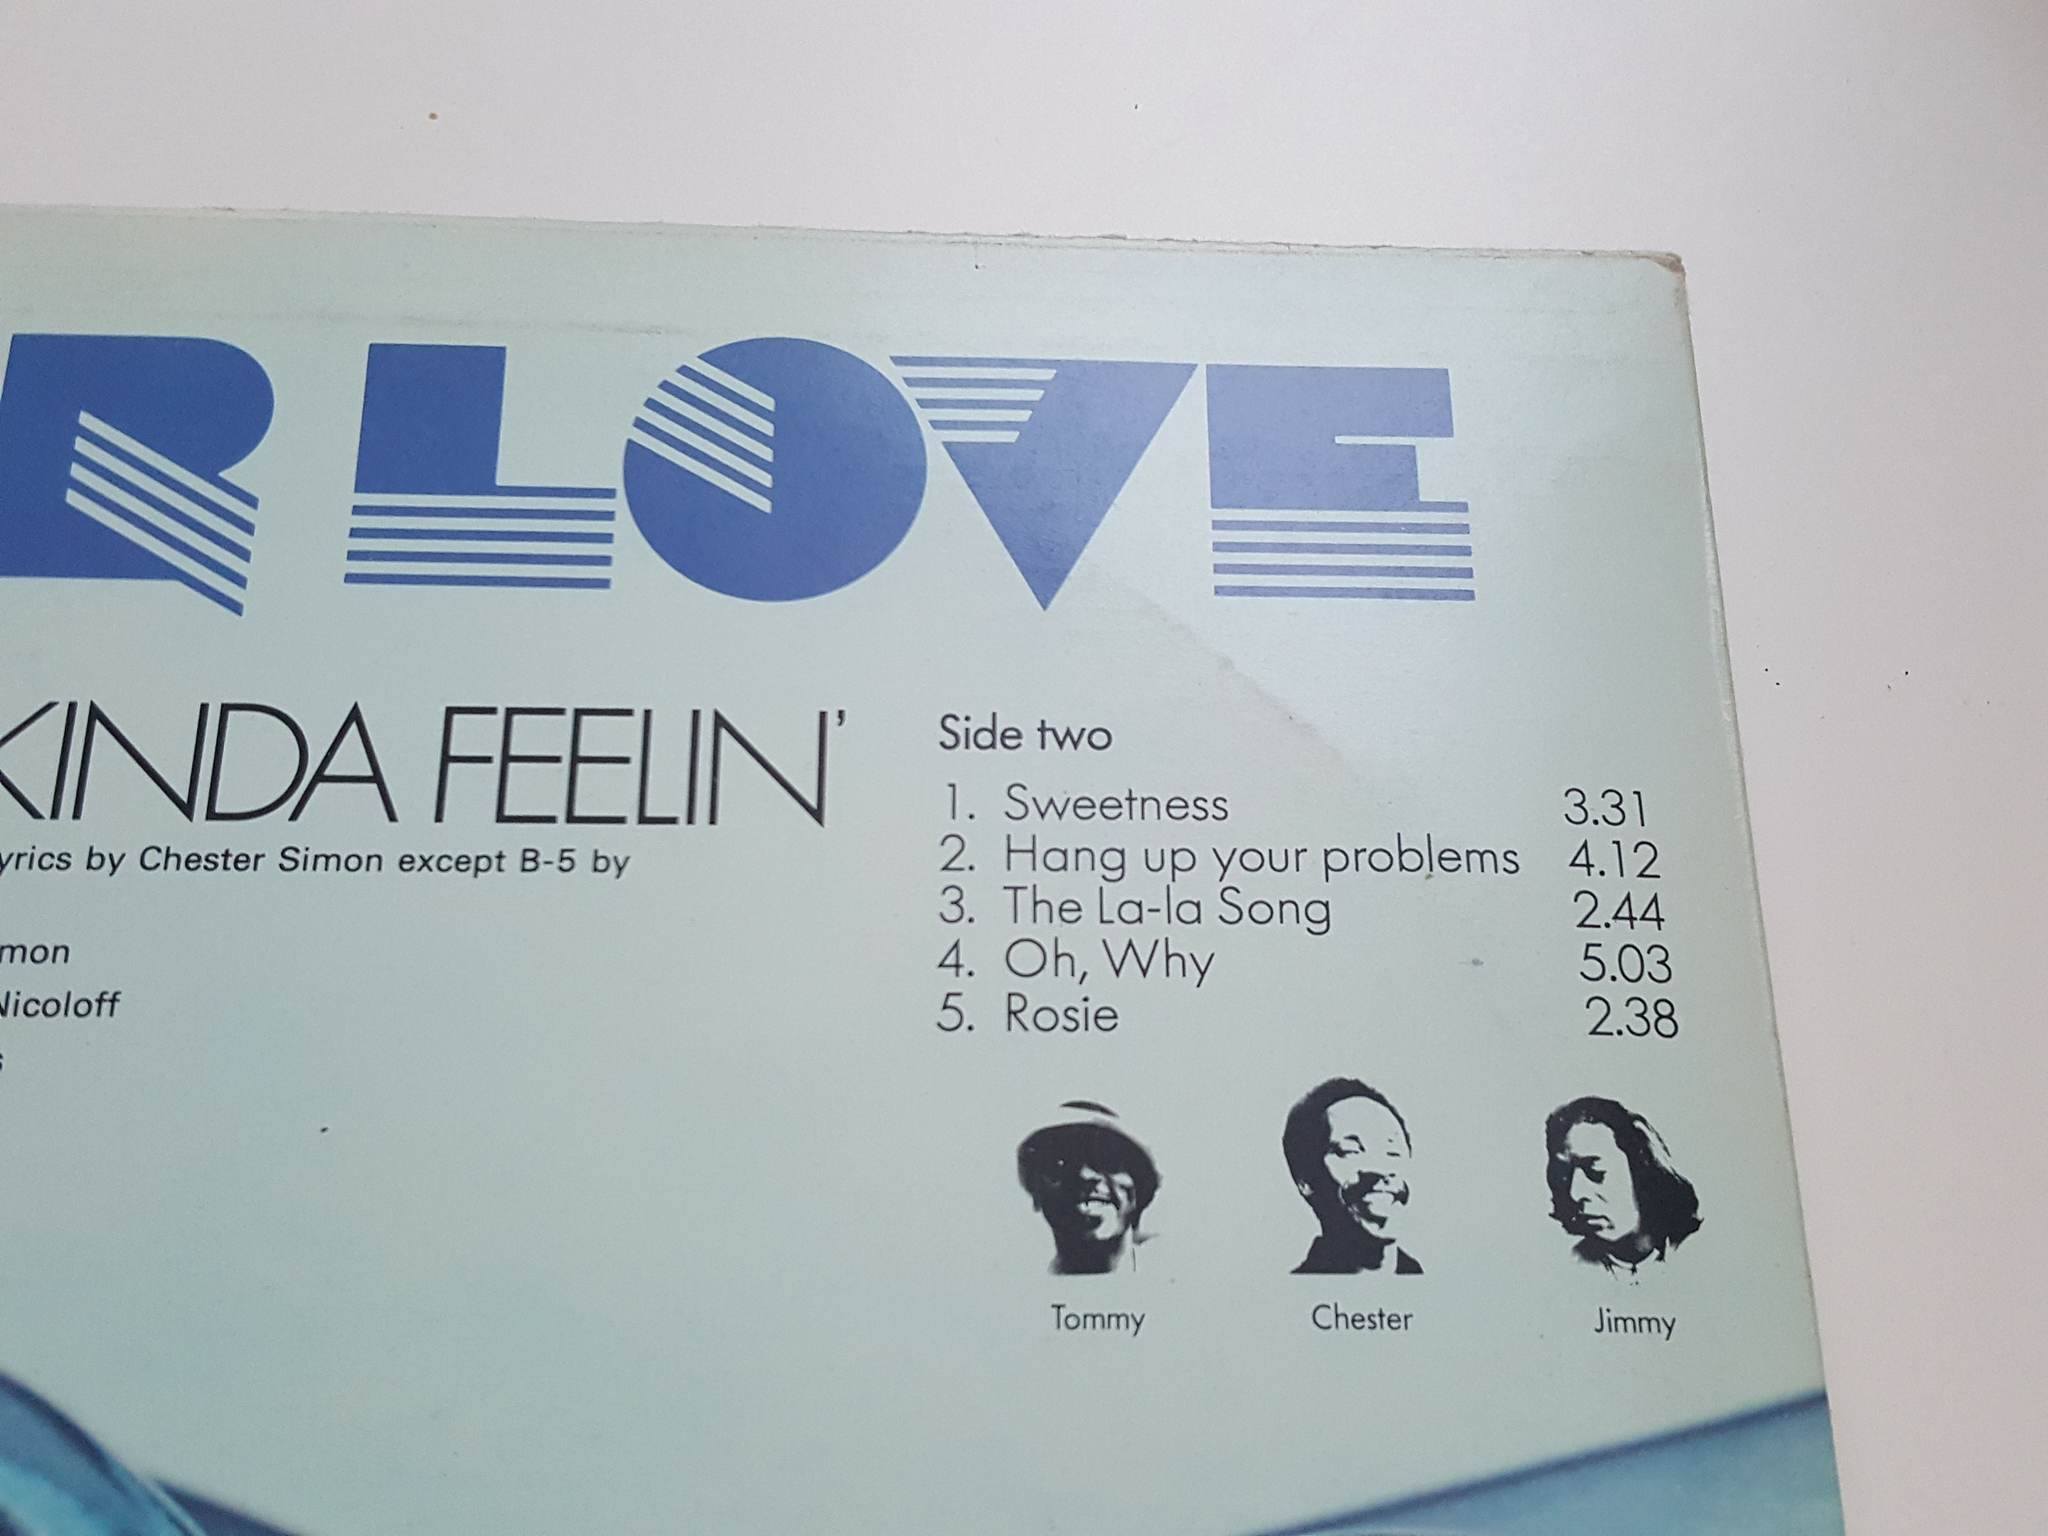 R LOVE
KINDA FEELIN'
yrics by Chester Simon except B-5 by
mon
Nicoloff
s
Side two
1. Sweetness 3.31
2. Hang up your problems 4.12
3. The La-la Song 2.44
4. Oh, Why 5.03
5. Rosie 2.38
Tommy Chester Jimmy